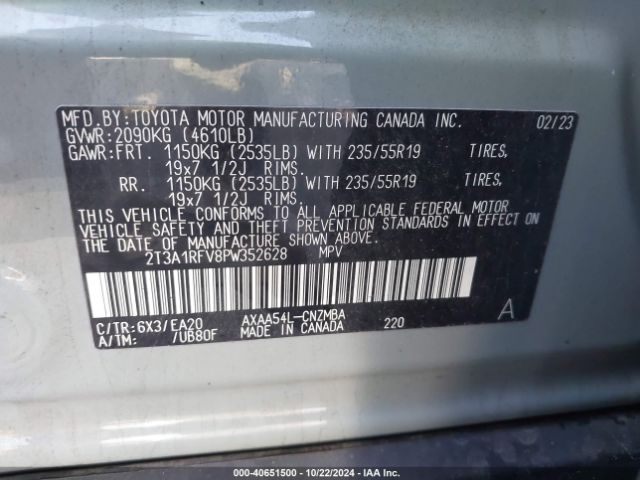 MFD.BY:TOYOTA MOTOR MANUFACTURING CANADA INC. 02/23
GVWR:2090KG (4610LB)
GAWR:FRT. 1150KG (2535LB) WITH 235/55R19 TIRES,
19x7 1/2J RIMS.
RR. 1150KG (2535LB) WITH 235/55R19 TIRES,
19x7 1/2J RIMS.
THIS VEHICLE CONFORMS TO ALL APPLICABLE FEDERAL MOTOR
VEHICLE SAFETY AND THEFT PREVENTION STANDARDS IN EFFECT ON
THE DATE OF MANUFACTURE SHOWN ABOVE.
2T3A1RFV8PW352628 MPV
C/TR:6X3/EA20 AXAA54L-CNZMBA 220 A
A/TM: /UB80F MADE IN CANADA
000-40651500 - 10/22/2024 - IAA Inc.